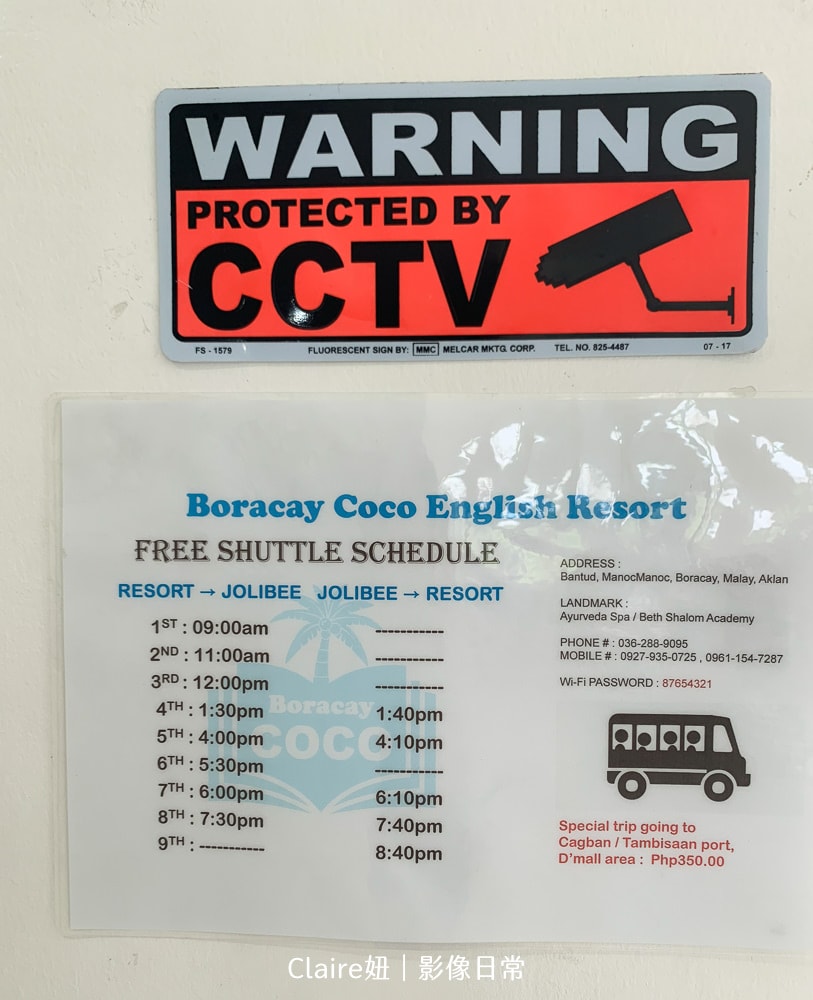 WARNING
PROTECTED BY
CCTV
FS - 1579 FLUORESCENT SIGN BY: MMC MELCAR MKTG. CORP. TEL. NO. 825-4487 07 - 17
Boracay Coco English Resort
FREE SHUTTLE SCHEDULE
RESORT → JOLIBEE JOLIBEE → RESORT
1ST : 09:00am -----------
2ND : 11:00am -----------
3RD : 12:00pm -----------
4TH : 1:30pm 1:40pm
5TH : 4:00pm 4:10pm
6TH : 5:30pm -----------
7TH : 6:00pm 6:10pm
8TH : 7:30pm 7:40pm
9TH : ----------- 8:40pm
Boracay
COCO
ADDRESS :
Bantud, ManocManoc, Boracay, Malay, Aklan
LANDMARK :
Ayurveda Spa / Beth Shalom Academy
PHONE # : 036-288-9095
MOBILE # : 0927-935-0725 , 0961-154-7287
Wi-Fi PASSWORD : 87654321
Special trip going to
Cagban / Tambisaan port,
D'mall area : Php350.00
Claire妞｜影像日常